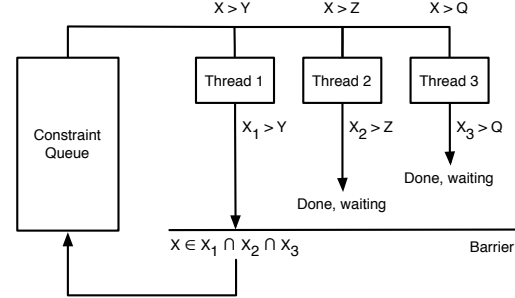 X > Y X > Z X > Q
Thread 1 Thread 2 Thread 3
Constraint
Queue
X₁ > Y X₂ > Z X₃ > Q
Done, waiting
Done, waiting
X ∈ X₁ ∩ X₂ ∩ X₃ Barrier